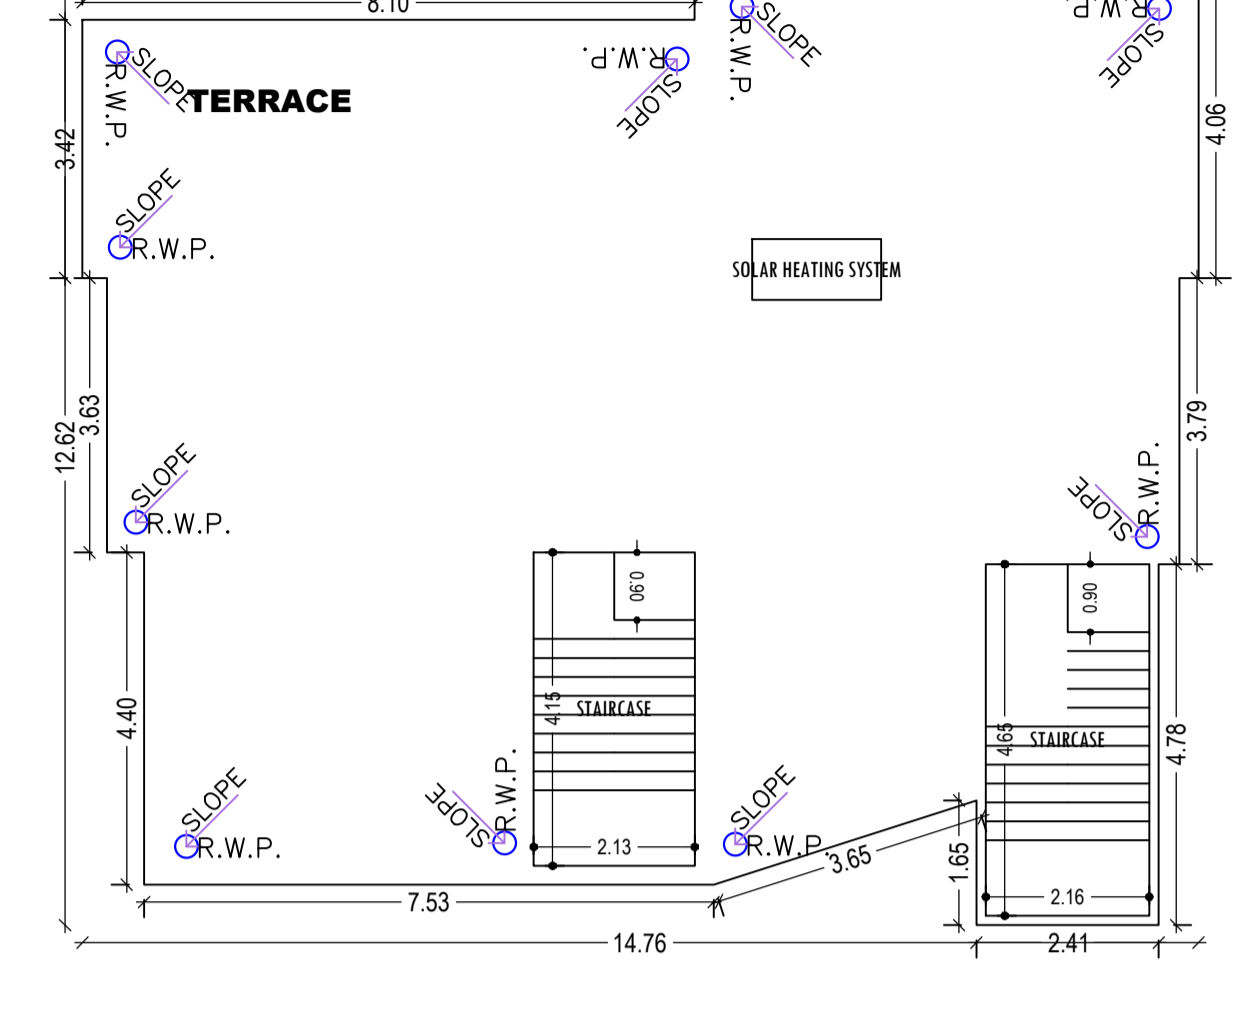 8.10
SLOPE
R.W.P.
TERRACE
R.W.P.
SLOPE
SLOPE
R.W.P.
R.W.P.
SLOPE
4.06
3.42
SLOPE
R.W.P.
SOLAR HEATING SYSTEM
12.62
3.63
3.79
SLOPE
R.W.P.
SLOPE
R.W.P.
0.90
0.90
4.40
4.15
STAIRCASE
4.65
STAIRCASE
4.78
SLOPE
R.W.P.
SLOPE
R.W.P.
SLOPE
R.W.P.
2.13
3.65
1.65
2.16
7.53
14.76
2.41